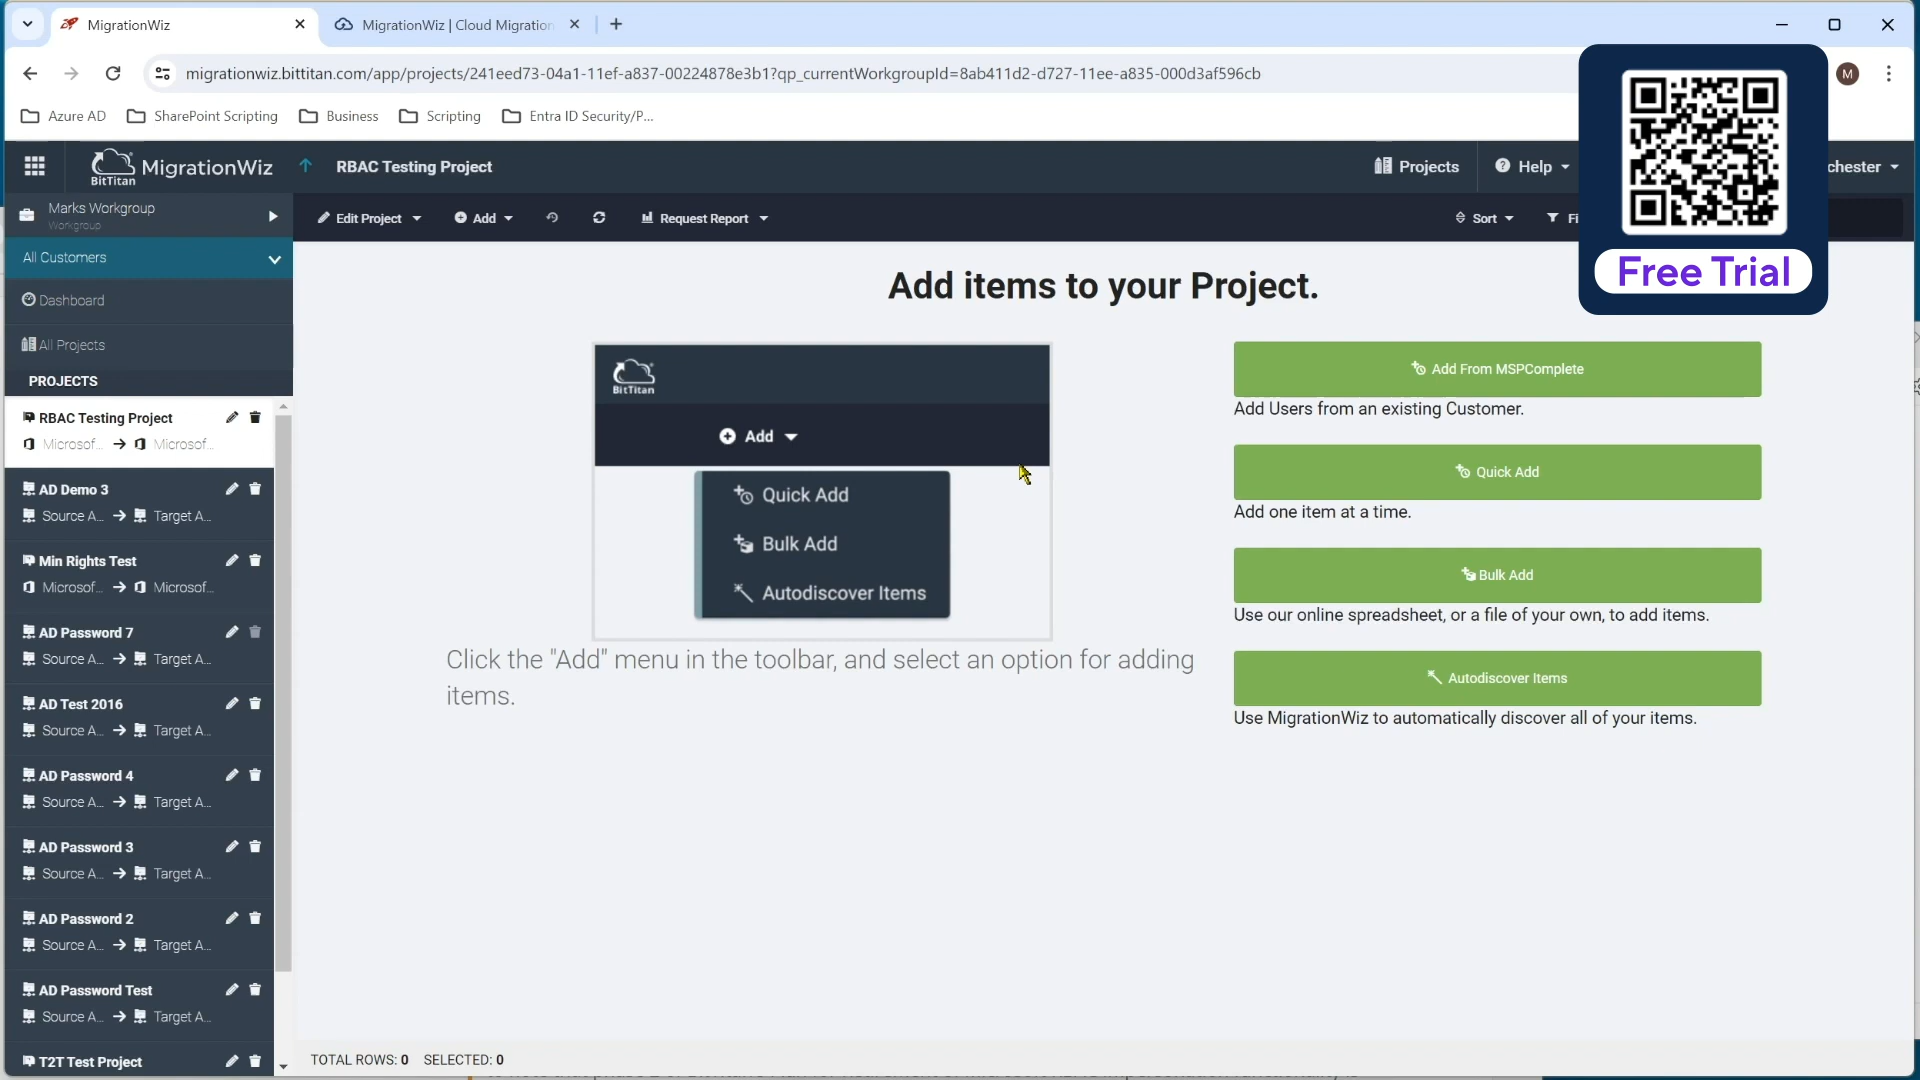 MigrationWiz
MigrationWiz | Cloud Migration
migrationwiz.bittitan.com/app/projects/241eed73-04a1-11ef-a837-00224878e3b1?qp_currentWorkgroupId=8ab411d2-d727-11ee-a835-000d3af596cb
M
Azure AD
SharePoint Scripting
Business
Scripting
Entra ID Security/P...
Free Trial
BitTitan
MigrationWiz
RBAC Testing Project
Projects
Help
chester
Marks Workgroup
Workgroup
Edit Project
Add
Request Report
Sort
Fi
All Customers
Dashboard
All Projects
PROJECTS
RBAC Testing Project
Microsof... Microsof...
AD Demo 3
Source A... Target A...
Min Rights Test
Microsof... Microsof...
AD Password 7
Source A... Target A...
AD Test 2016
Source A... Target A...
AD Password 4
Source A... Target A...
AD Password 3
Source A... Target A...
AD Password 2
Source A... Target A...
AD Password Test
Source A... Target A...
T2T Test Project
Add items to your Project.
BitTitan
Add
Quick Add
Bulk Add
Autodiscover Items
Click the "Add" menu in the toolbar, and select an option for adding
items.
Add From MSPComplete
Add Users from an existing Customer.
Quick Add
Add one item at a time.
Bulk Add
Use our online spreadsheet, or a file of your own, to add items.
Autodiscover Items
Use MigrationWiz to automatically discover all of your items.
TOTAL ROWS: 0 SELECTED: 0